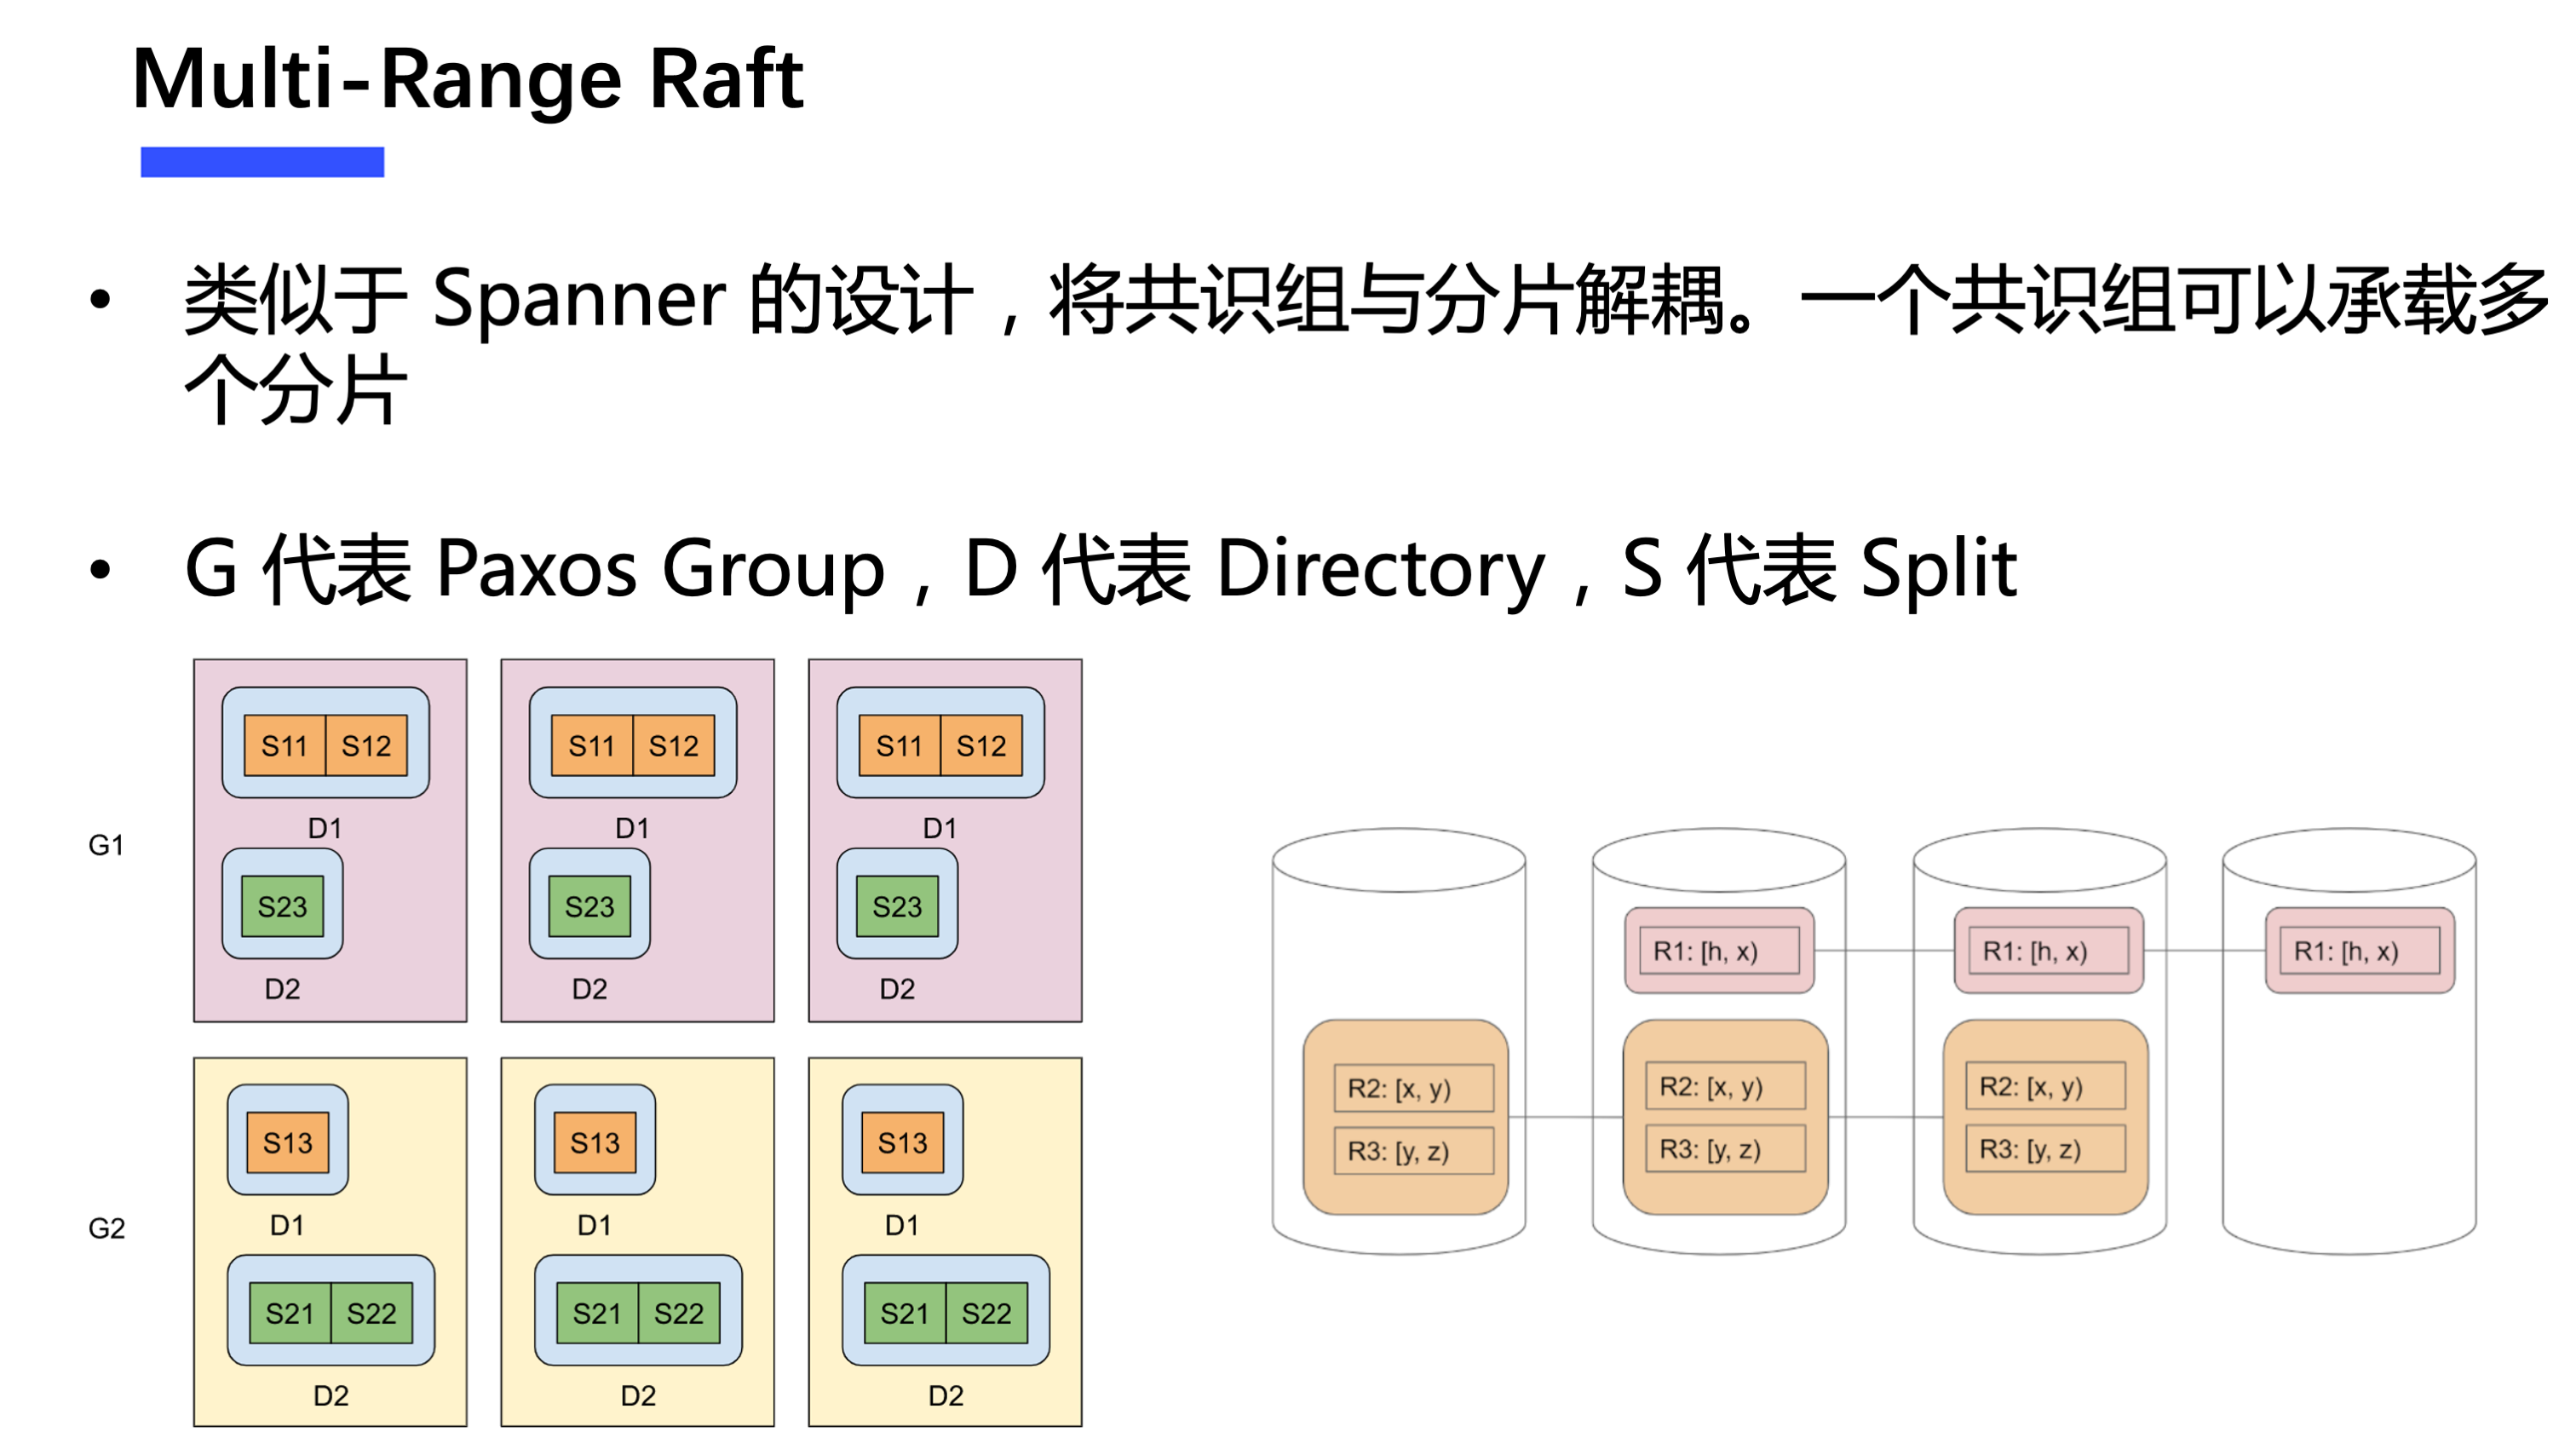 Multi-Range Raft
• 类似于 Spanner 的设计，将共识组与分片解耦。一个共识组可以承载多
个分片
• G 代表 Paxos Group，D 代表 Directory，S 代表 Split
G1
S11 S12
D1
S23
D2
S11 S12
D1
S23
D2
S11 S12
D1
S23
D2
G2
S13
D1
S21 S22
D2
S13
D1
S21 S22
D2
S13
D1
S21 S22
D2
R2: [x, y)
R3: [y, z)
R1: [h, x)
R2: [x, y)
R3: [y, z)
R1: [h, x)
R2: [x, y)
R3: [y, z)
R1: [h, x)